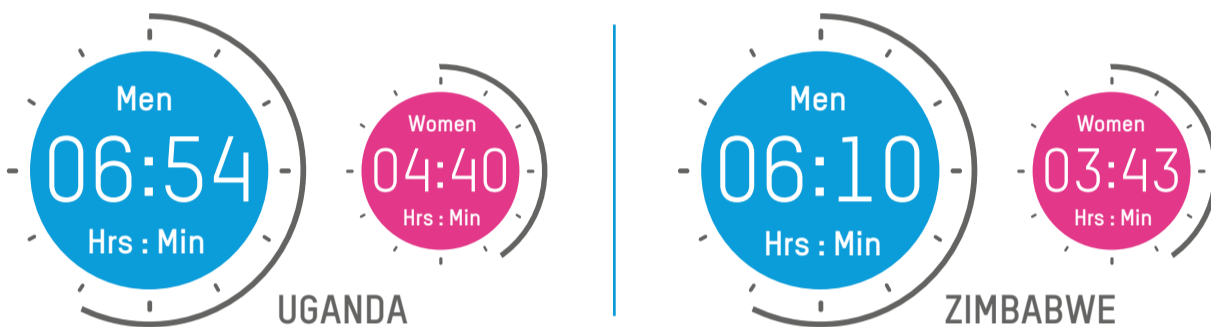 Men
06:54
Hrs : Min
Women
04:40
Hrs : Min
UGANDA
Men
06:10
Hrs : Min
Women
03:43
Hrs : Min
ZIMBABWE